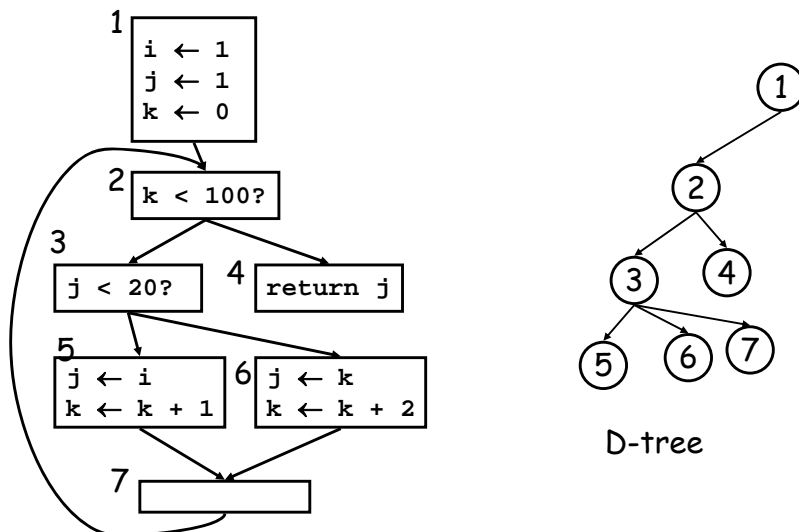 1
i ← 1
j ← 1
k ← 0
2
k < 100?
3
j < 20?
4
return j
5
j ← i
k ← k + 1
6
j ← k
k ← k + 2
7
1
2
3
4
5
6
7
D-tree